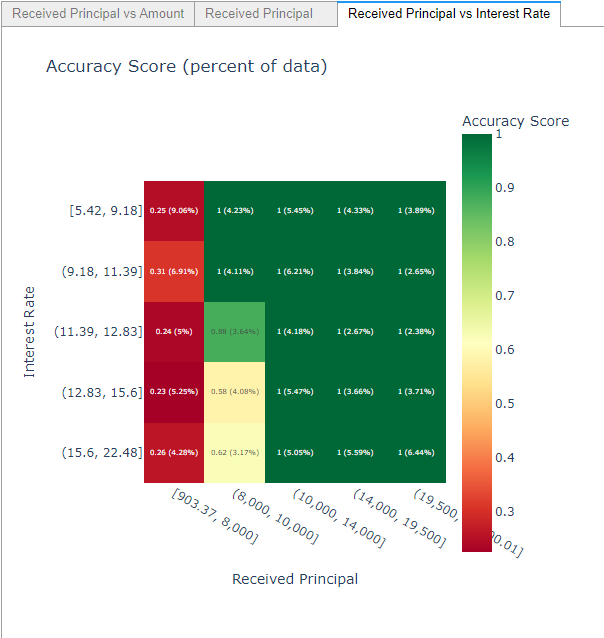 Received Principal vs Amount
Received Principal
Received Principal vs Interest Rate
Accuracy Score (percent of data)
Accuracy Score
1
0.9
0.8
0.7
0.6
0.5
0.4
0.3
Interest Rate
[5.42, 9.18] 0.25 (9.06%) 1 (4.23%) 1 (5.45%) 1 (4.33%) 1 (3.89%)
(9.18, 11.39] 0.31 (6.91%) 1 (4.11%) 1 (6.21%) 1 (3.84%) 1 (2.65%)
(11.39, 12.83] 0.24 (5%) 0.88 (3.64%) 1 (4.18%) 1 (2.67%) 1 (2.38%)
(12.83, 15.6] 0.23 (5.25%) 0.58 (4.08%) 1 (5.47%) 1 (3.66%) 1 (3.71%)
(15.6, 22.48] 0.26 (4.28%) 0.62 (3.17%) 1 (5.05%) 1 (5.59%) 1 (6.44%)
[903.37, 8,000]
(8,000, 10,000]
(10,000, 14,000]
(14,000, 19,500]
(19,500,
Received Principal